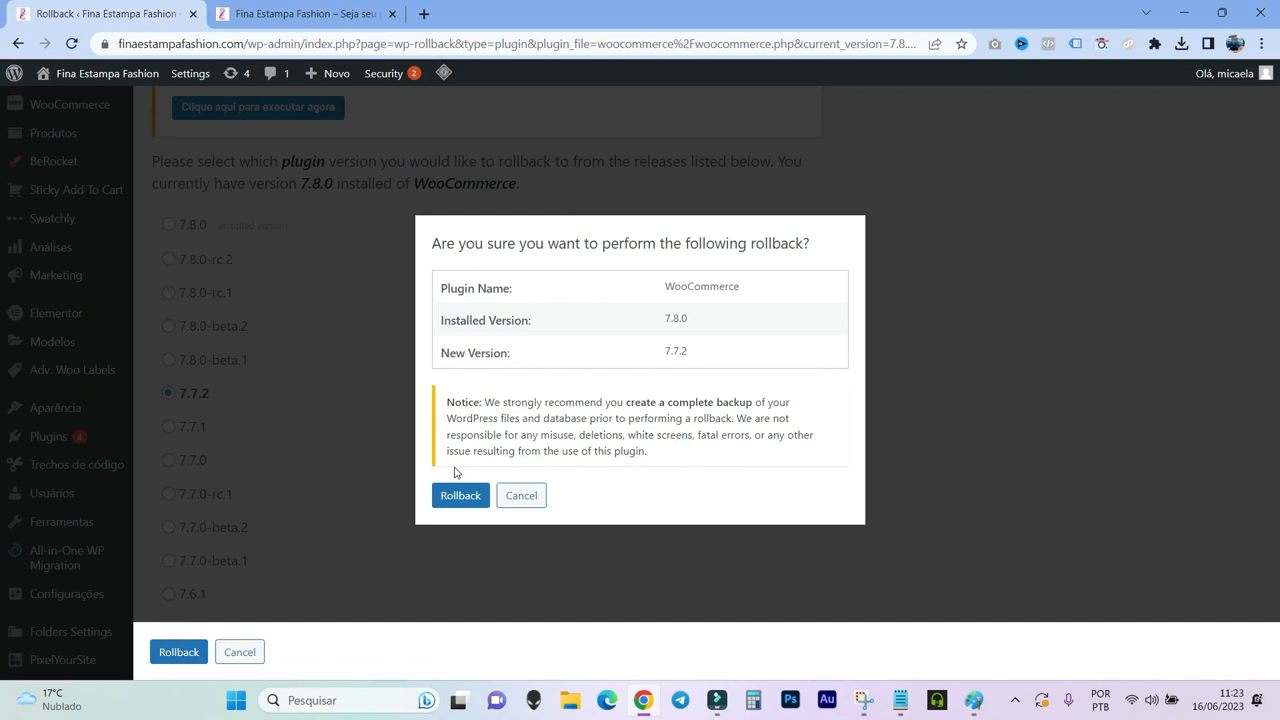 Rollback ‹ Fina Estampa Fashion
Fina Estampa Fashion – Seja seu
finaestampafashion.com/wp-admin/index.php?page=wp-rollback&type=plugin&plugin_file=woocommerce%2Fwoocommerce.php&current_version=7.8....
Fina Estampa Fashion
Settings
4
1
Novo
Security 2
Olá, micaela
WooCommerce
Produtos
BeRocket
Sticky Add To Cart
Swatchly
Análises
Marketing
Elementor
Modelos
Adv. Woo Labels
Aparência
Plugins 4
Trechos de código
Usuários
Ferramentas
All-in-One WP
Migration
Configurações
Folders Settings
PixelYourSite
Clique aqui para executar agora
Please select which plugin version you would like to rollback to from the releases listed below. You
currently have version 7.8.0 installed of WooCommerce.
7.8.0 Installed Version
7.8.0-rc.2
7.8.0-rc.1
7.8.0-beta.2
7.8.0-beta.1
7.7.2
7.7.1
7.7.0
7.7.0-rc.1
7.7.0-beta.2
7.7.0-beta.1
7.6.1
Are you sure you want to perform the following rollback?
Plugin Name: WooCommerce
Installed Version: 7.8.0
New Version: 7.7.2
Notice: We strongly recommend you create a complete backup of your
WordPress files and database prior to performing a rollback. We are not
responsible for any misuse, deletions, white screens, fatal errors, or any other
issue resulting from the use of this plugin.
Rollback Cancel
Rollback Cancel
17°C
Nublado
Pesquisar
Ps
Au
POR
PTB
11:23
16/06/2023